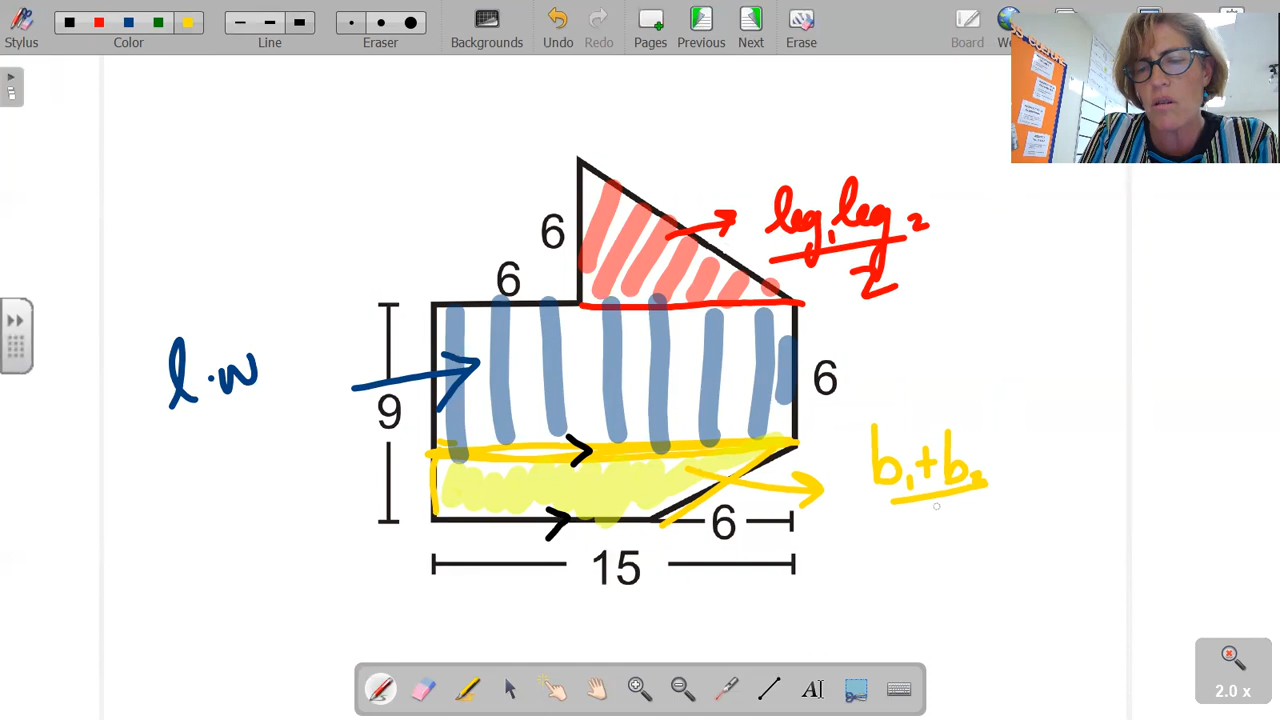 Stylus Color Line Eraser Backgrounds Undo Redo Pages Previous Next Erase Board
6
6
leg₁ leg₂
2
l·w
9
6
b₁+b₂
6
15
2.0 x